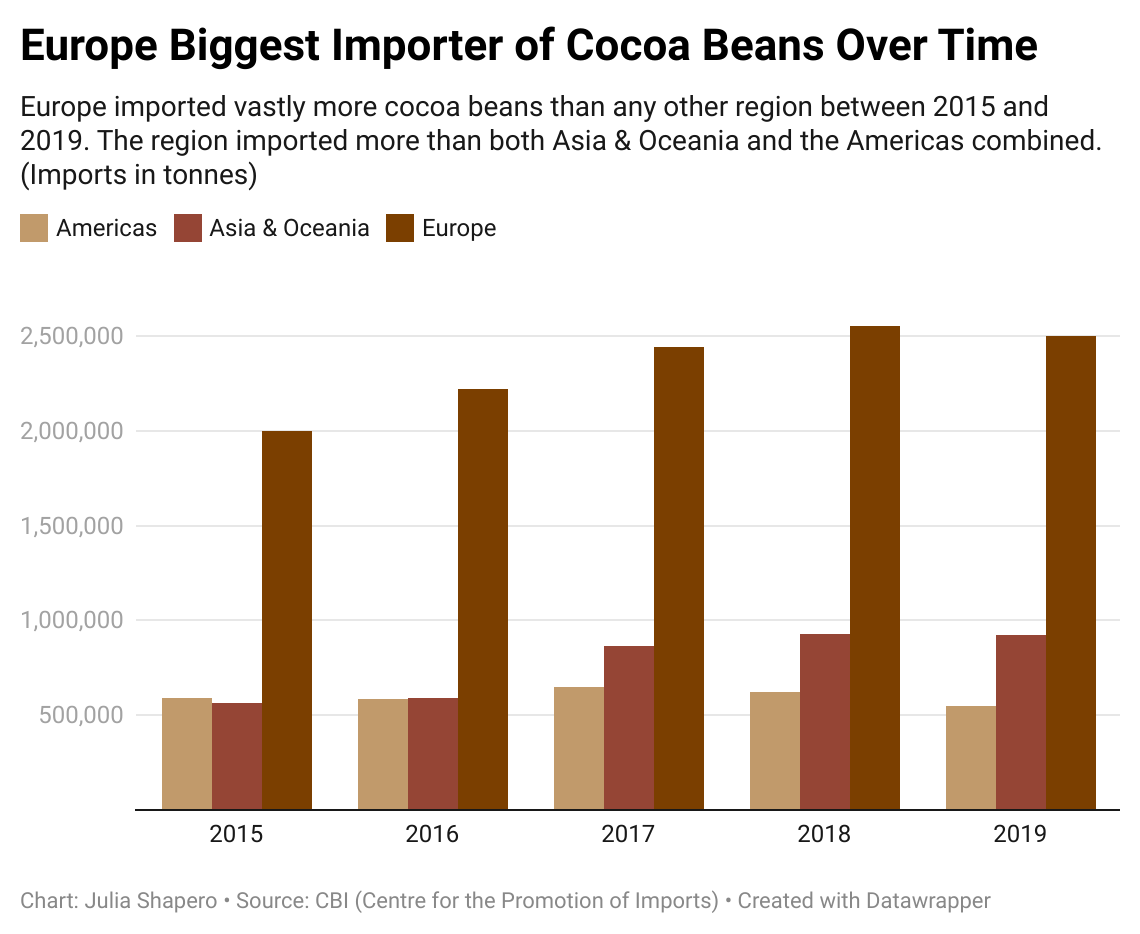 Europe Biggest Importer of Cocoa Beans Over Time
Europe imported vastly more cocoa beans than any other region between 2015 and
2019. The region imported more than both Asia & Oceania and the Americas combined.
(Imports in tonnes)
Americas Asia & Oceania Europe
2,500,000
2,000,000
1,500,000
1,000,000
500,000
2015 2016 2017 2018 2019
Chart: Julia Shapero • Source: CBI (Centre for the Promotion of Imports) • Created with Datawrapper